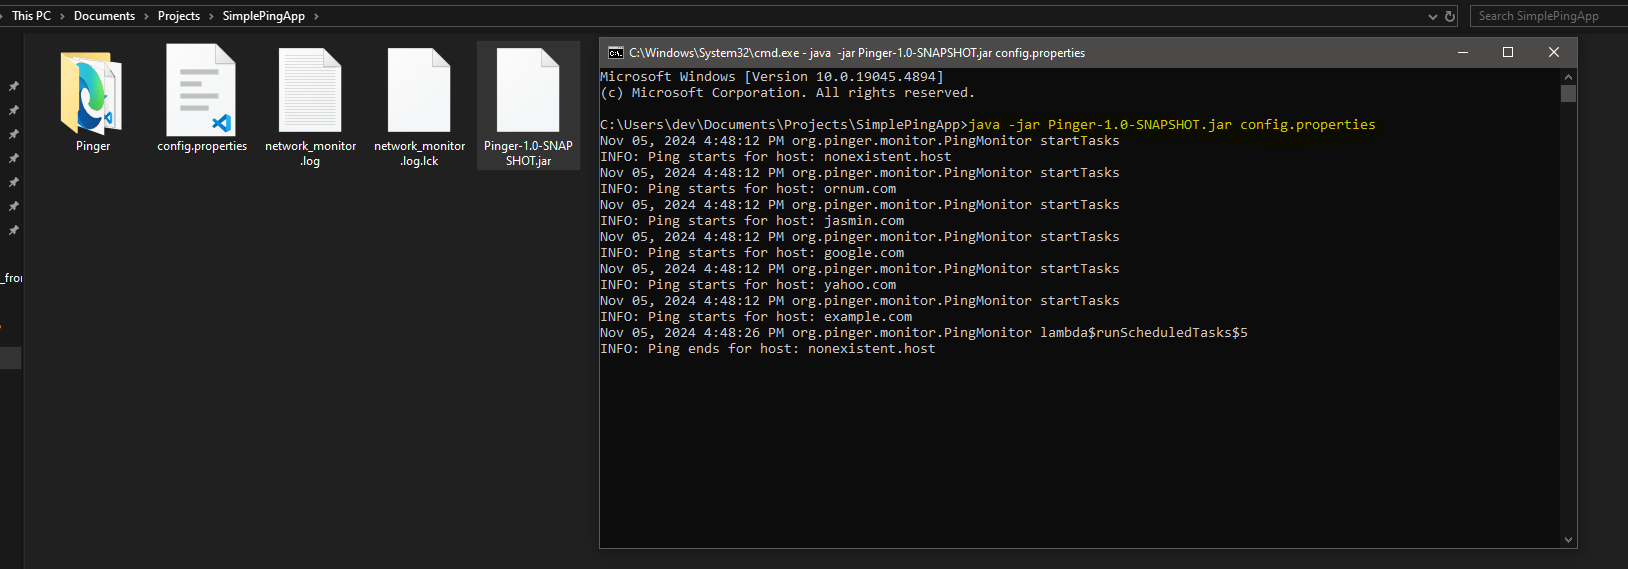 This PC > Documents > Projects > SimplePingApp >
Search SimplePingApp
Pinger
config.properties
network_monitor
.log
network_monitor
.log.lck
Pinger-1.0-SNAP
SHOT.jar
_fro
C:\Windows\System32\cmd.exe - java  -jar Pinger-1.0-SNAPSHOT.jar config.properties
Microsoft Windows [Version 10.0.19045.4894]
(c) Microsoft Corporation. All rights reserved.
C:\Users\dev\Documents\Projects\SimplePingApp>java -jar Pinger-1.0-SNAPSHOT.jar config.properties
Nov 05, 2024 4:48:12 PM org.pinger.monitor.PingMonitor startTasks
INFO: Ping starts for host: nonexistent.host
Nov 05, 2024 4:48:12 PM org.pinger.monitor.PingMonitor startTasks
INFO: Ping starts for host: ornum.com
Nov 05, 2024 4:48:12 PM org.pinger.monitor.PingMonitor startTasks
INFO: Ping starts for host: jasmin.com
Nov 05, 2024 4:48:12 PM org.pinger.monitor.PingMonitor startTasks
INFO: Ping starts for host: google.com
Nov 05, 2024 4:48:12 PM org.pinger.monitor.PingMonitor startTasks
INFO: Ping starts for host: yahoo.com
Nov 05, 2024 4:48:12 PM org.pinger.monitor.PingMonitor startTasks
INFO: Ping starts for host: example.com
Nov 05, 2024 4:48:26 PM org.pinger.monitor.PingMonitor lambda$runScheduledTasks$5
INFO: Ping ends for host: nonexistent.host